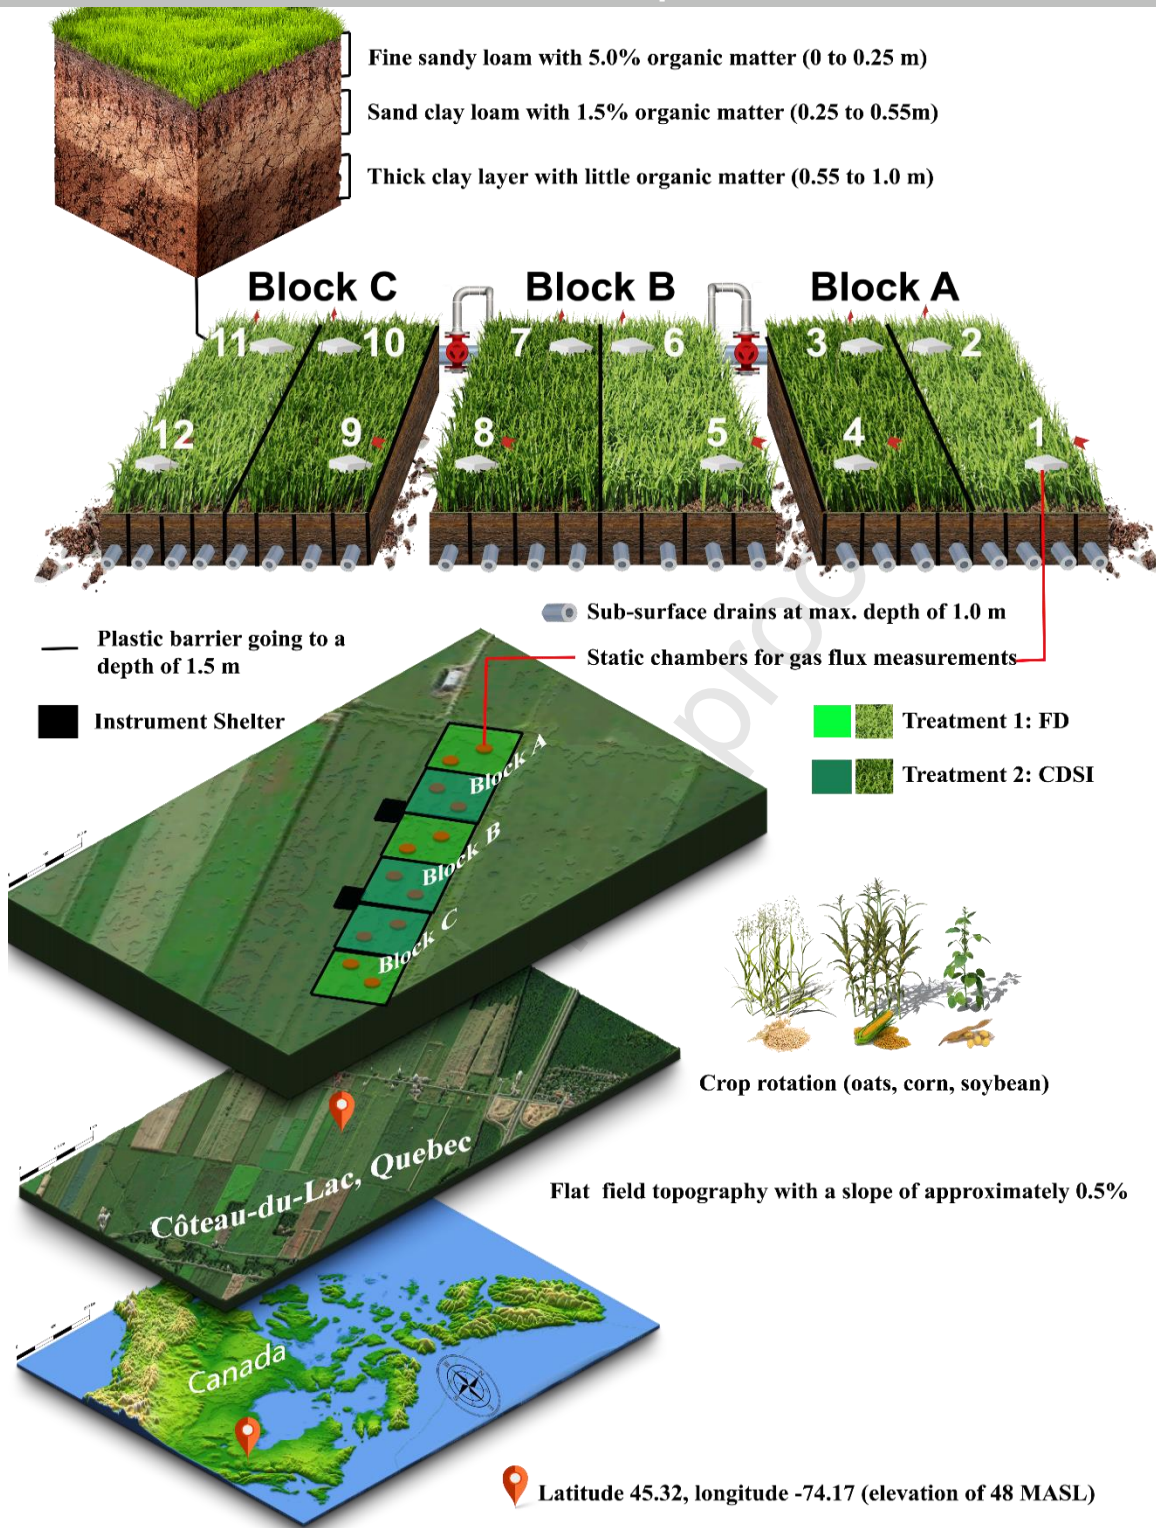 Fine sandy loam with 5.0% organic matter (0 to 0.25 m)
Sand clay loam with 1.5% organic matter (0.25 to 0.55m)
Thick clay layer with little organic matter (0.55 to 1.0 m)
Block C
Block B
Block A
11
10
7
6
3
2
12
9
8
5
4
1
Sub-surface drains at max. depth of 1.0 m
Plastic barrier going to a
depth of 1.5 m
Static chambers for gas flux measurements
Instrument Shelter
Treatment 1: FD
Treatment 2: CDSI
Block A
Block B
Block C
Crop rotation (oats, corn, soybean)
Côteau-du-Lac, Quebec
Flat field topography with a slope of approximately 0.5%
Canada
Latitude 45.32, longitude -74.17 (elevation of 48 MASL)